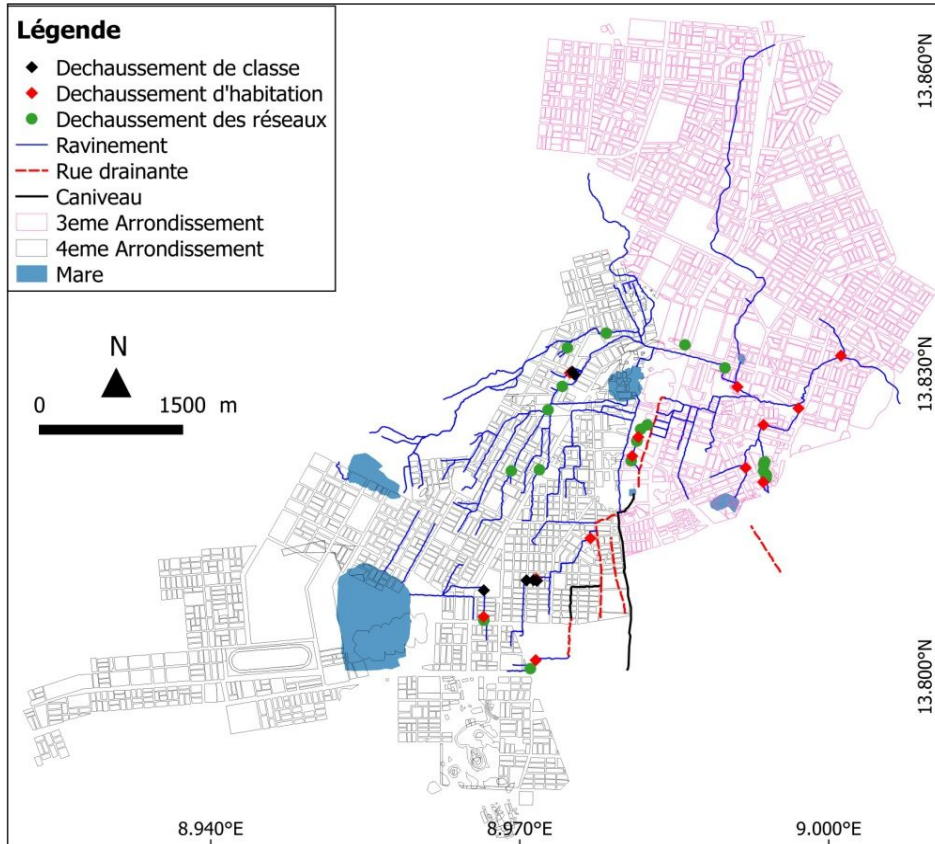 Légende
Dechaussement de classe
Dechaussement d'habitation
Dechaussement des réseaux
Ravinement
Rue drainante
Caniveau
3eme Arrondissement
4eme Arrondissement
Mare
N
0 1500 m
13.860°N
13.830°N
13.800°N
8.940°E 8.970°E 9.000°E